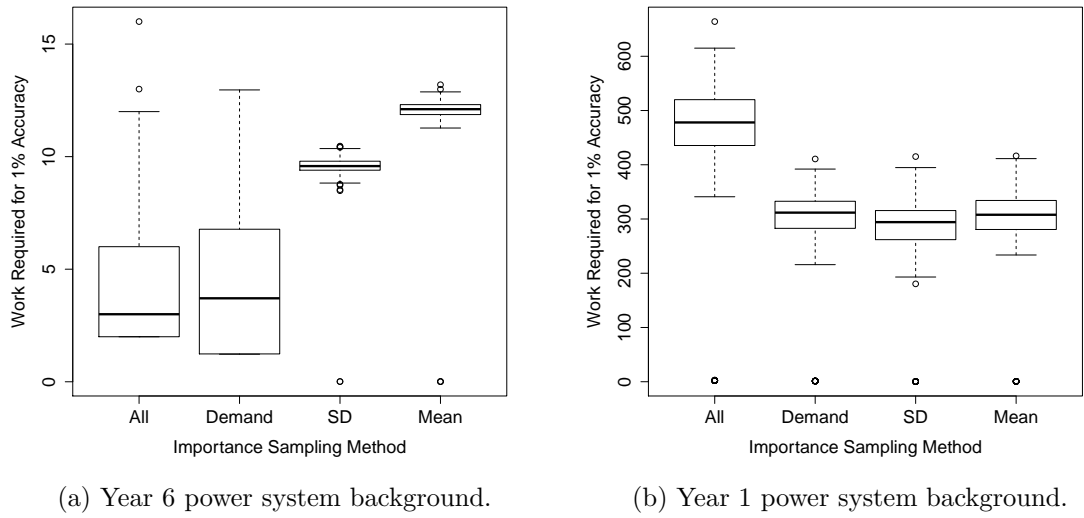 Work Required for 1% Accuracy
15
10
5
0
All Demand SD Mean
Importance Sampling Method
(a) Year 6 power system background.
Work Required for 1% Accuracy
600
500
400
300
200
100
0
All Demand SD Mean
Importance Sampling Method
(b) Year 1 power system background.